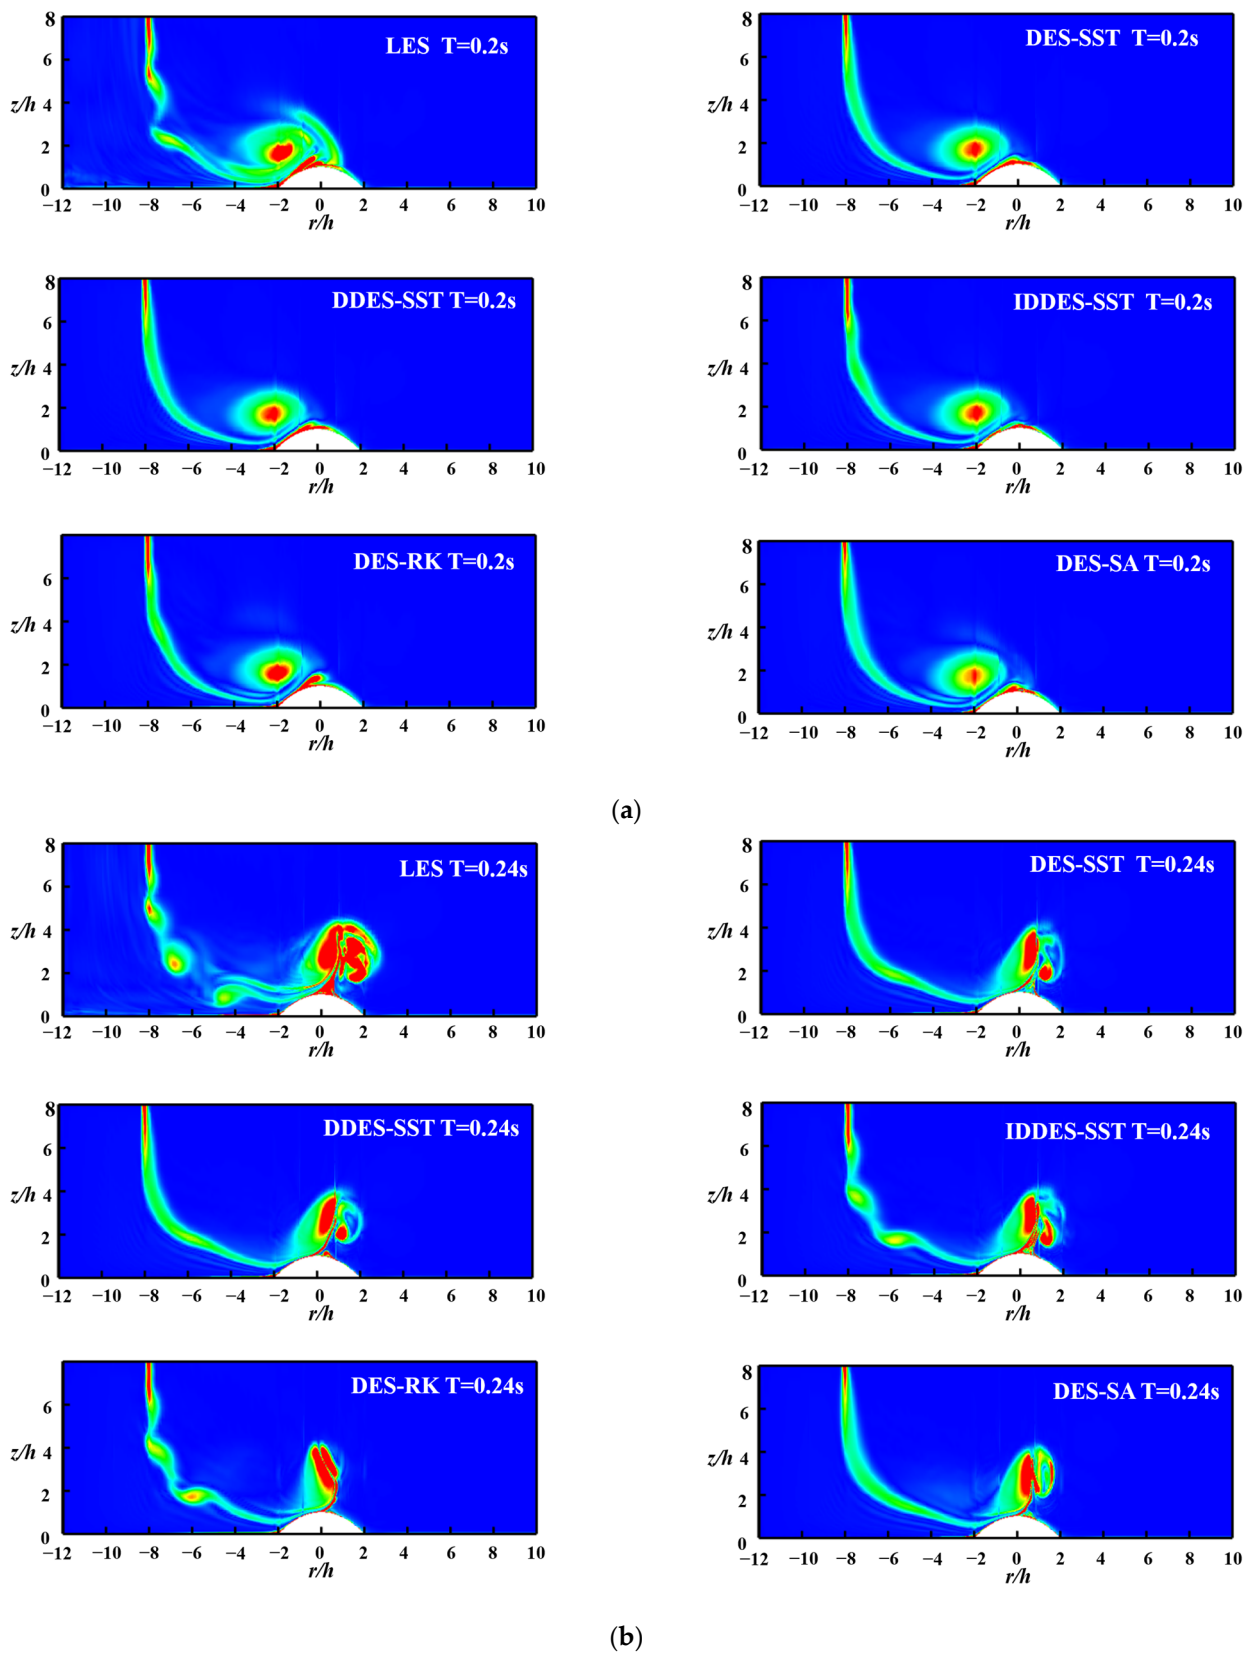 8
LES T=0.2s
6
z/h 4
2
0
−12 −10 −8 −6 −4 −2 0 2 4 6 8 10
r/h
8
DES-SST T=0.2s
6
z/h 4
2
0
−12 −10 −8 −6 −4 −2 0 2 4 6 8 10
r/h
8
DDES-SST T=0.2s
6
z/h 4
2
0
−12 −10 −8 −6 −4 −2 0 2 4 6 8 10
r/h
8
IDDES-SST T=0.2s
6
z/h 4
2
0
−12 −10 −8 −6 −4 −2 0 2 4 6 8 10
r/h
DES-RK T=0.2s
6
z/h 4
2
0
−12 −10 −8 −6 −4 −2 0 2 4 6 8 10
r/h
8
DES-SA T=0.2s
6
z/h 4
2
0
−12 −10 −8 −6 −4 −2 0 2 4 6 8 10
r/h
(a)
8
LES T=0.24s
6
z/h 4
2
0
−12 −10 −8 −6 −4 −2 0 2 4 6 8 10
r/h
8
DES-SST T=0.24s
6
z/h 4
2
0
−12 −10 −8 −6 −4 −2 0 2 4 6 8 10
r/h
8
DDES-SST T=0.24s
6
z/h 4
2
0
−12 −10 −8 −6 −4 −2 0 2 4 6 8 10
r/h
8
IDDES-SST T=0.24s
6
z/h 4
2
0
−12 −10 −8 −6 −4 −2 0 2 4 6 8 10
r/h
DES-RK T=0.24s
6
z/h 4
2
0
−12 −10 −8 −6 −4 −2 0 2 4 6 8 10
r/h
8
DES-SA T=0.24s
6
z/h 4
2
0
−12 −10 −8 −6 −4 −2 0 2 4 6 8 10
r/h
(b)